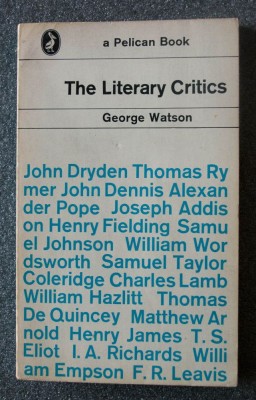 a Pelican Book
The Literary Critics
George Watson
John Dryden Thomas Ry
mer John Dennis Alexan
der Pope Joseph Addis
on Henry Fielding Samu
el Johnson William Wor
dsworth Samuel Taylor
Coleridge Charles Lamb
William Hazlitt Thomas
De Quincey Matthew Ar
nold Henry James T. S.
Eliot I. A. Richards Willi
am Empson F. R. Leavis